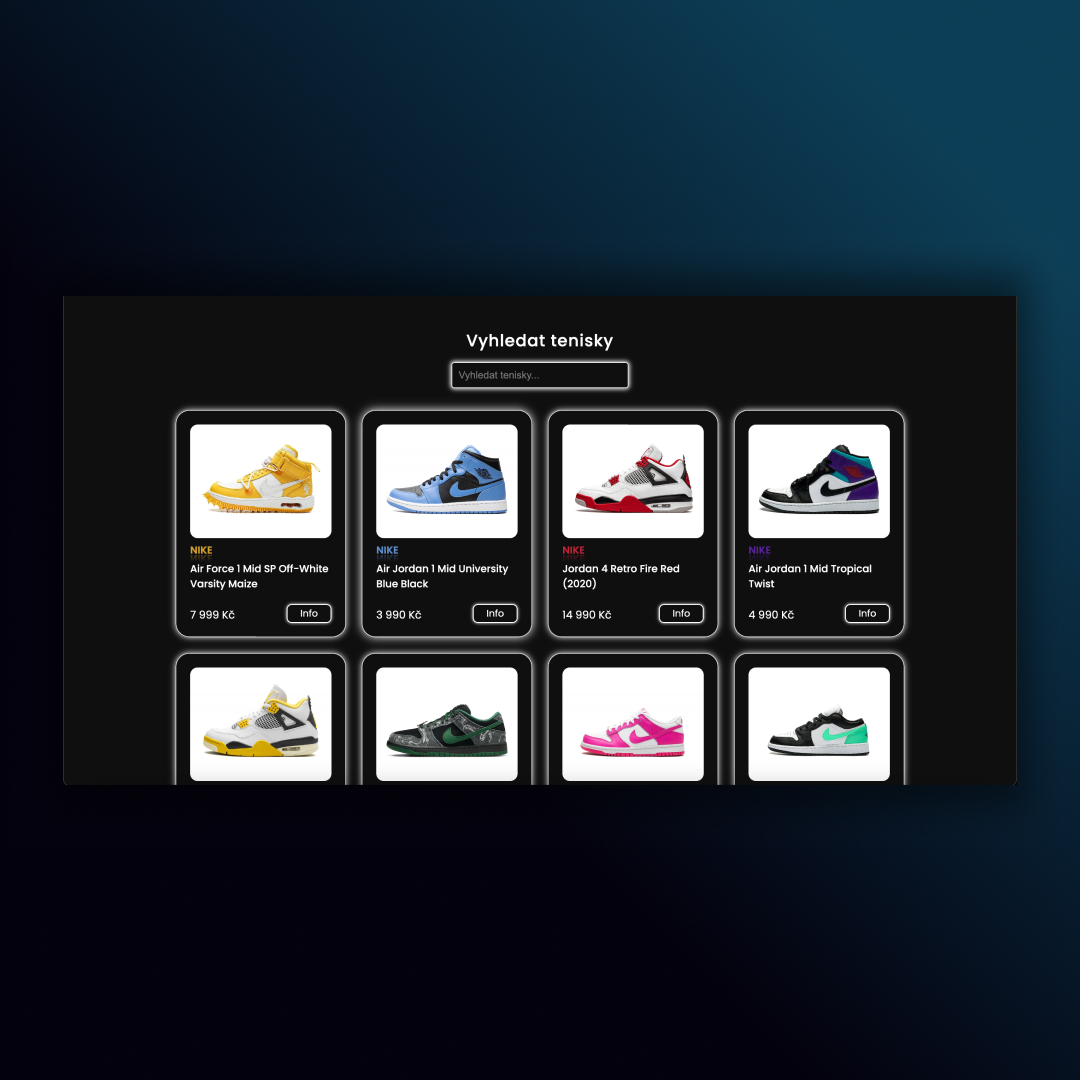 Vyhledat tenisky
Vyhledat tenisky...
NIKE
Air Force 1 Mid SP Off-White
Varsity Maize
7 999 Kč
Info
NIKE
Air Jordan 1 Mid University
Blue Black
3 990 Kč
Info
NIKE
Jordan 4 Retro Fire Red
(2020)
14 990 Kč
Info
NIKE
Air Jordan 1 Mid Tropical
Twist
4 990 Kč
Info